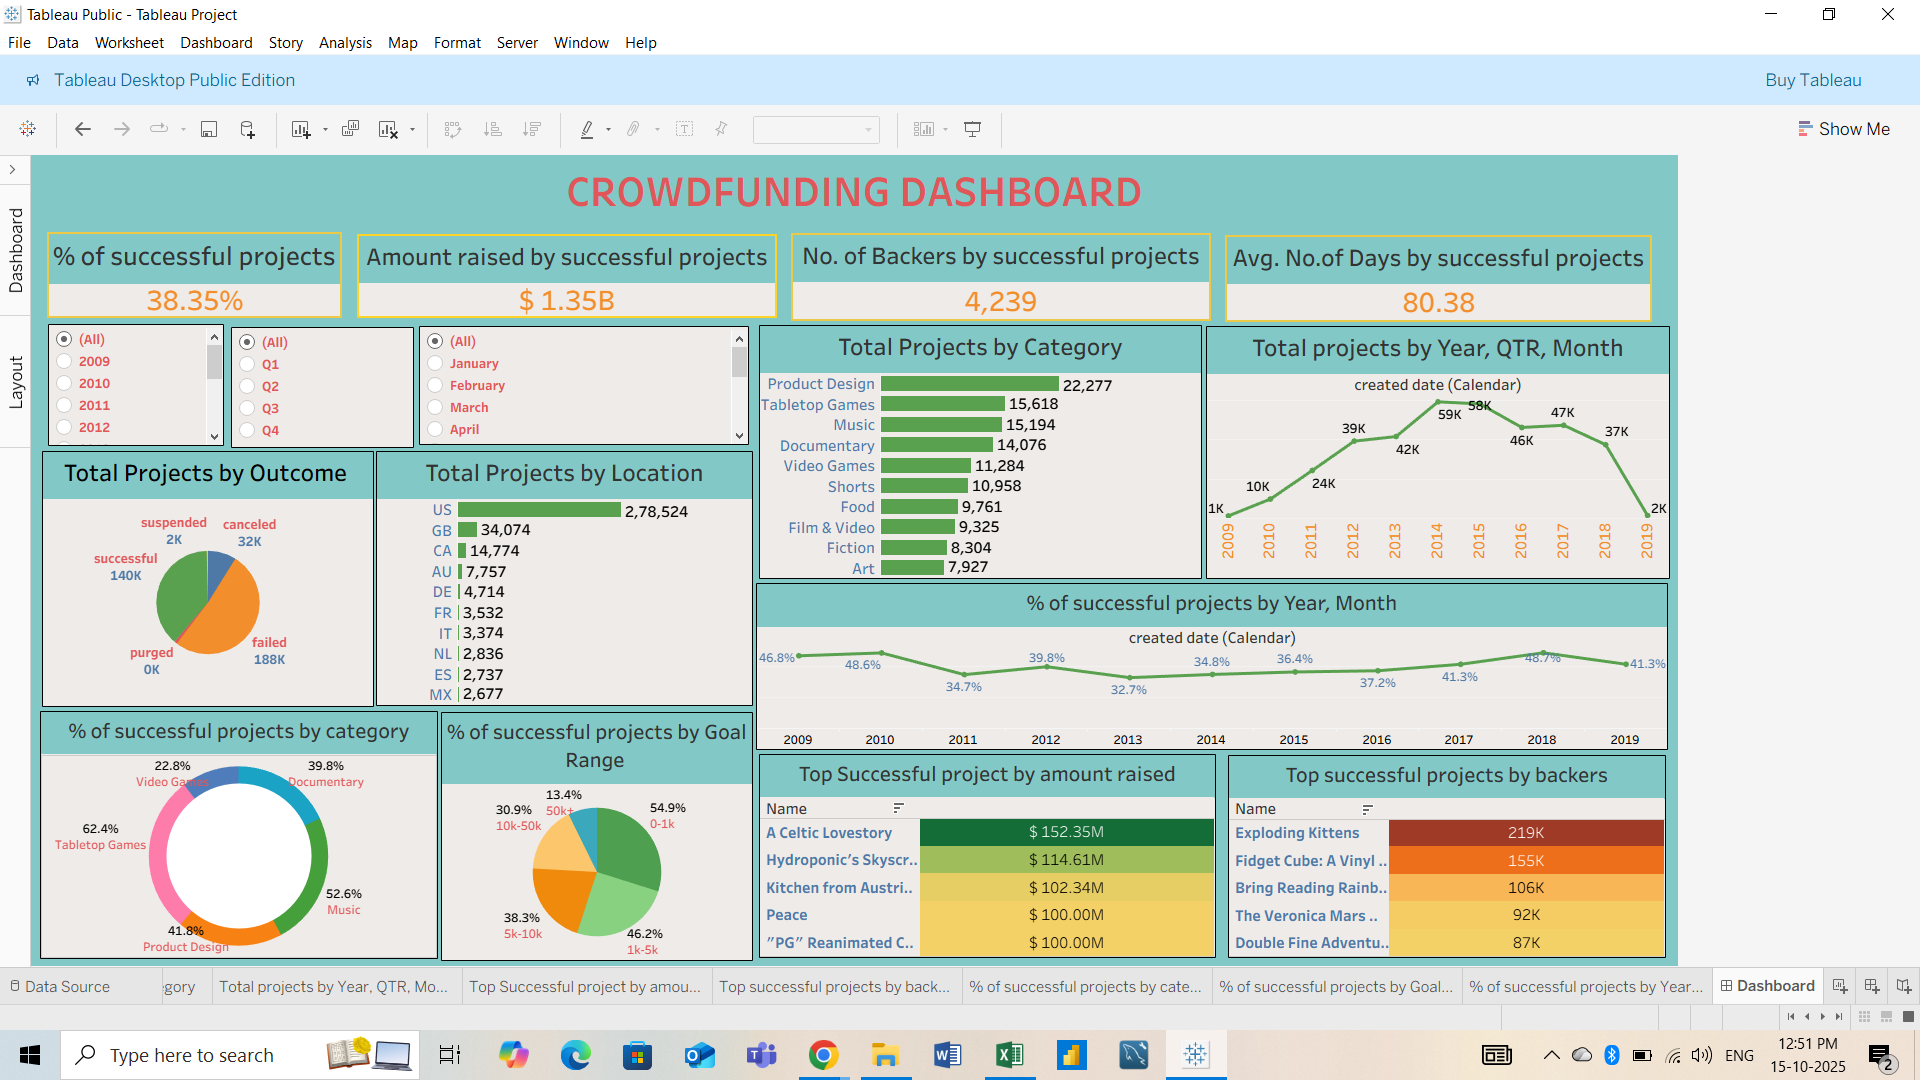 Tableau Public - Tableau Project
File Data Worksheet Dashboard Story Analysis Map Format Server Window Help
Tableau Desktop Public Edition
Buy Tableau
Show Me
Dashboard
Layout
CROWDFUNDING DASHBOARD
% of successful projects
38.35%
Amount raised by successful projects
$ 1.35B
No. of Backers by successful projects
4,239
Avg. No.of Days by successful projects
80.38
(All)
2009
2010
2011
2012
(All)
Q1
Q2
Q3
Q4
(All)
January
February
March
April
Total Projects by Category
Product Design 22,277
Tabletop Games 15,618
Music 15,194
Documentary 14,076
Video Games 11,284
Shorts 10,958
Food 9,761
Film & Video 9,325
Fiction 8,304
Art 7,927
Total projects by Year, QTR, Month
created date (Calendar)
1K 10K 24K 39K 42K 59K 58K 46K 47K 37K 2K
2009 2010 2011 2012 2013 2014 2015 2016 2017 2018 2019
Total Projects by Outcome
suspended
2K
canceled
32K
successful
140K
failed
188K
purged
0K
Total Projects by Location
US 2,78,524
GB 34,074
CA 14,774
AU 7,757
DE 4,714
FR 3,532
IT 3,374
NL 2,836
ES 2,737
MX 2,677
% of successful projects by Year, Month
created date (Calendar)
46.8% 48.6% 34.7% 39.8% 32.7% 34.8% 36.4% 37.2% 41.3% 48.7% 41.3%
2009 2010 2011 2012 2013 2014 2015 2016 2017 2018 2019
% of successful projects by category
22.8%
Video Games
39.8%
Documentary
62.4%
Tabletop Games
52.6%
Music
41.8%
Product Design
% of successful projects by Goal
Range
13.4%
50k+
54.9%
0-1k
30.9%
10k-50k
38.3%
5k-10k
46.2%
1k-5k
Top Successful project by amount raised
Name
A Celtic Lovestory $ 152.35M
Hydroponic’s Skyscr.. $ 114.61M
Kitchen from Austri.. $ 102.34M
Peace $ 100.00M
”PG” Reanimated C.. $ 100.00M
Top successful projects by backers
Name
Exploding Kittens 219K
Fidget Cube: A Vinyl .. 155K
Bring Reading Rainb.. 106K
The Veronica Mars .. 92K
Double Fine Adventu.. 87K
Data Source gory Total projects by Year, QTR, Mo... Top Successful project by amou... Top successful projects by back... % of successful projects by cate... % of successful projects by Goal... % of successful projects by Year... Dashboard
Type here to search
ENG
12:51 PM
15-10-2025
2